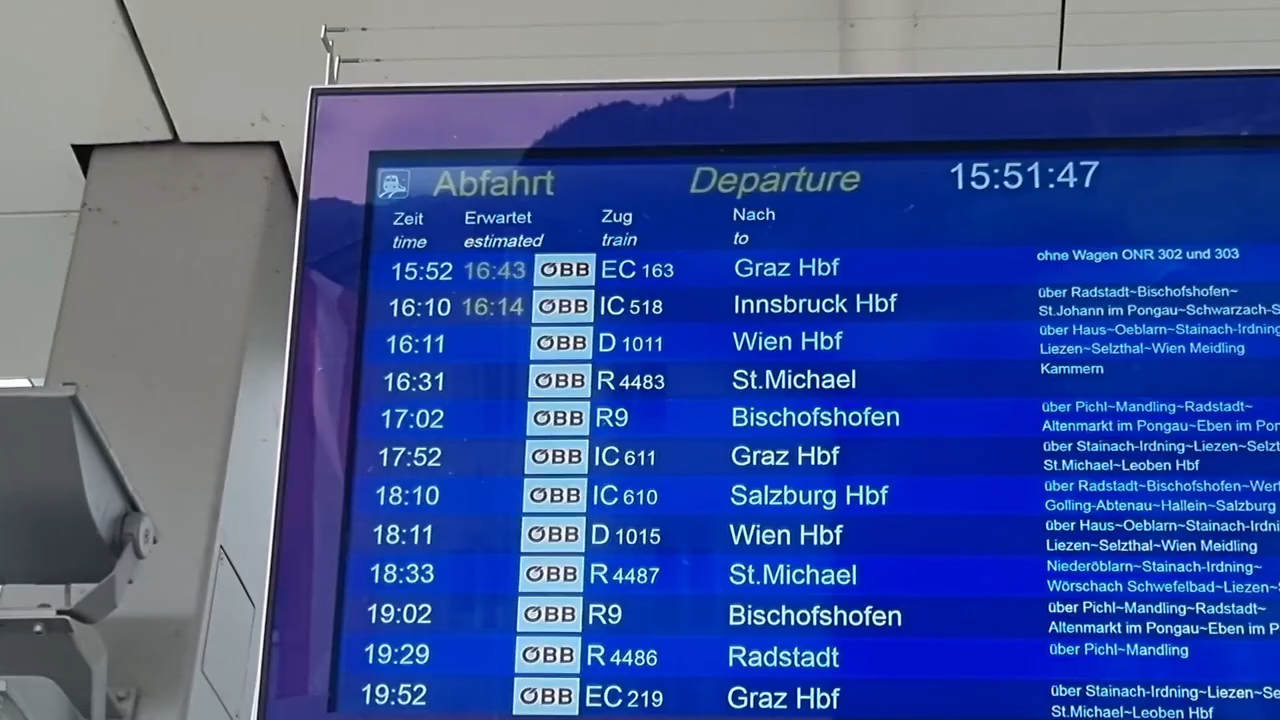 Abfahrt Departure 15:51:47
Zeit Erwartet Zug Nach
time estimated train to
15:52 16:43 ÖBB EC 163 Graz Hbf ohne Wagen ONR 302 und 303
16:10 16:14 ÖBB IC 518 Innsbruck Hbf über Radstadt~Bischofshofen~
St.Johann im Pongau~Schwarzach-S
16:11 ÖBB D 1011 Wien Hbf über Haus~Oeblarn~Stainach-Irdning
Liezen~Selzthal~Wien Meidling
16:31 ÖBB R 4483 St.Michael Kammern
17:02 ÖBB R9 Bischofshofen über Pichl~Mandling~Radstadt~
Altenmarkt im Pongau~Eben im Pon
17:52 ÖBB IC 611 Graz Hbf über Stainach-Irdning~Liezen~Selzt
St.Michael~Leoben Hbf
18:10 ÖBB IC 610 Salzburg Hbf über Radstadt~Bischofshofen~Werf
Golling-Abtenau~Hallein~Salzburg
18:11 ÖBB D 1015 Wien Hbf über Haus~Oeblarn~Stainach-Irdni
Liezen~Selzthal~Wien Meidling
18:33 ÖBB R 4487 St.Michael Niederöblarn~Stainach-Irdning~
Wörschach Schwefelbad~Liezen~
19:02 ÖBB R9 Bischofshofen über Pichl~Mandling~Radstadt~
Altenmarkt im Pongau~Eben im P
19:29 ÖBB R 4486 Radstadt über Pichl~Mandling
19:52 ÖBB EC 219 Graz Hbf über Stainach-Irdning~Liezen~Se
St.Michael~Leoben Hbf